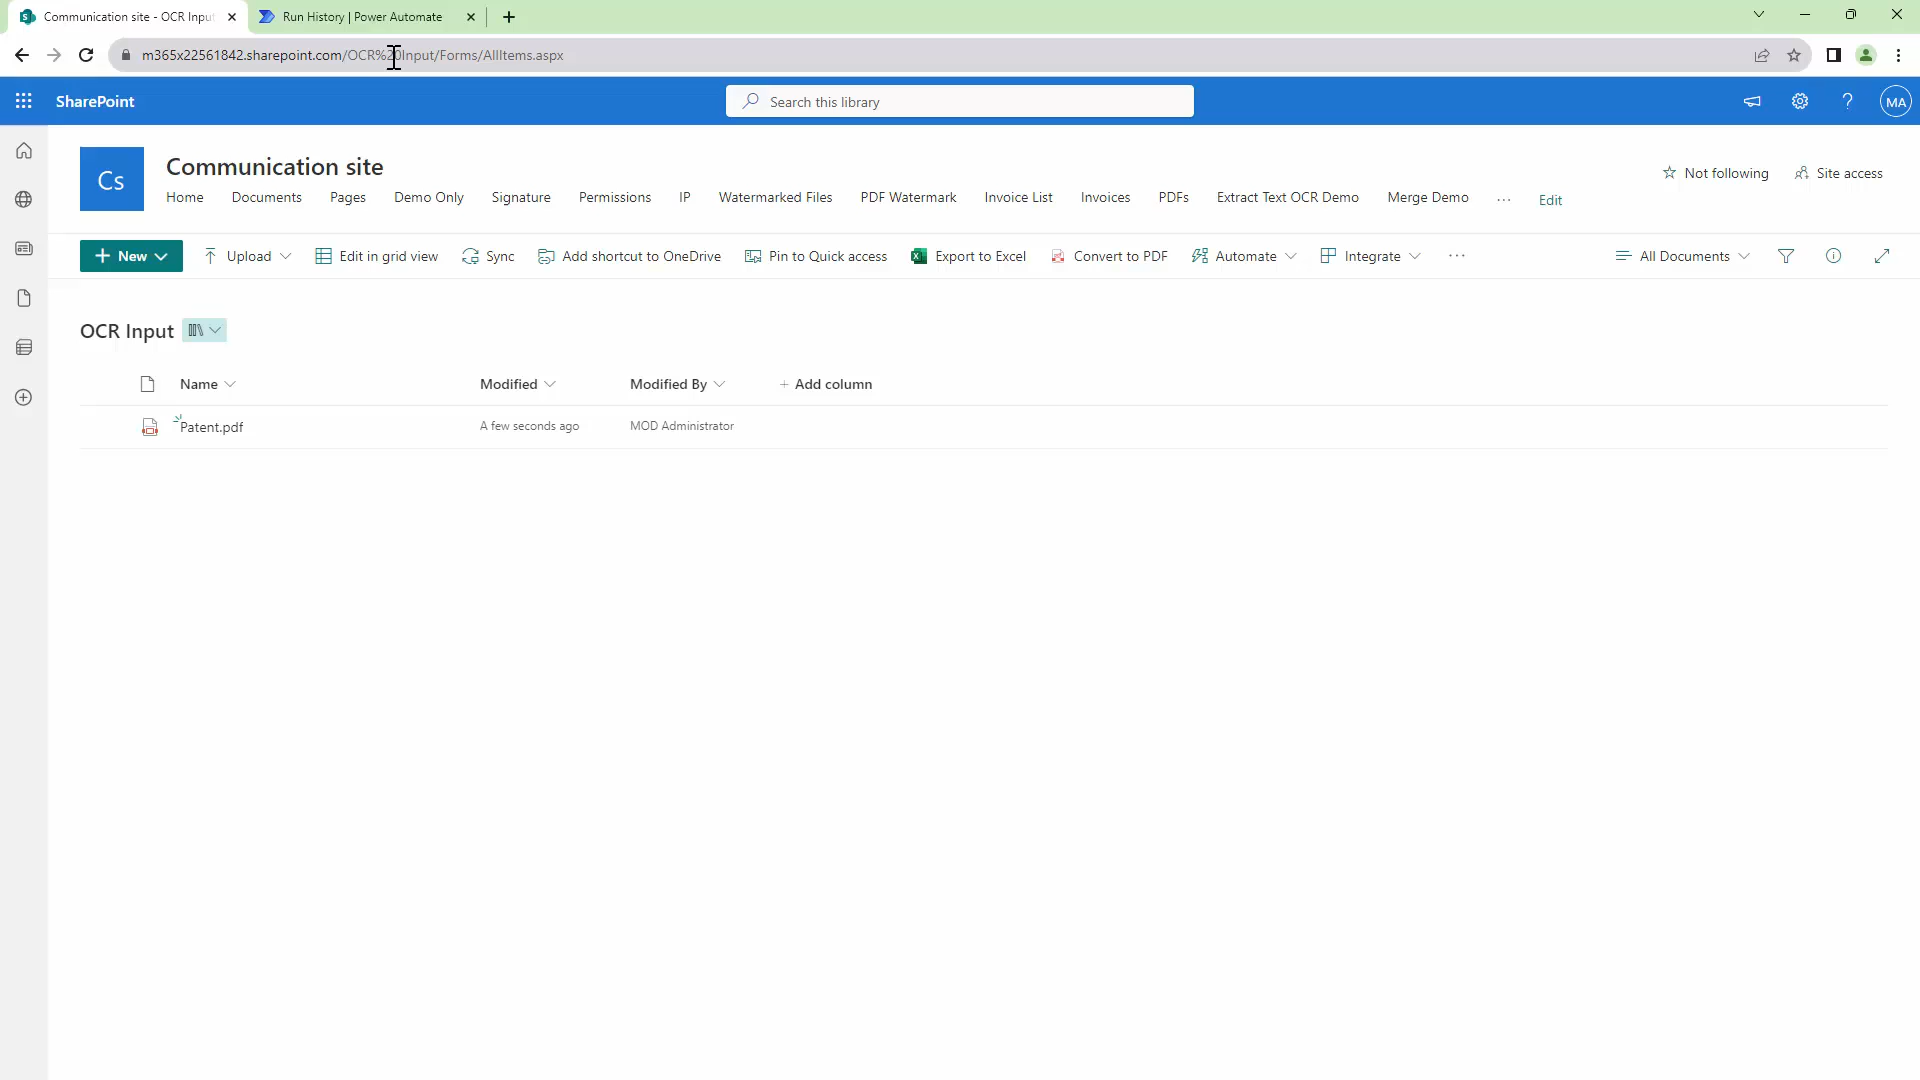 Communication site - OCR Input
Run History | Power Automate
m365x22561842.sharepoint.com/OCR%20Input/Forms/AllItems.aspx
SharePoint
Search this library
MA
Cs
Communication site
Not following
Site access
Home
Documents
Pages
Demo Only
Signature
Permissions
IP
Watermarked Files
PDF Watermark
Invoice List
Invoices
PDFs
Extract Text OCR Demo
Merge Demo
...
Edit
New
Upload
Edit in grid view
Sync
Add shortcut to OneDrive
Pin to Quick access
Export to Excel
Convert to PDF
Automate
Integrate
...
All Documents
OCR Input
Name
Modified
Modified By
+ Add column
Patent.pdf
A few seconds ago
MOD Administrator